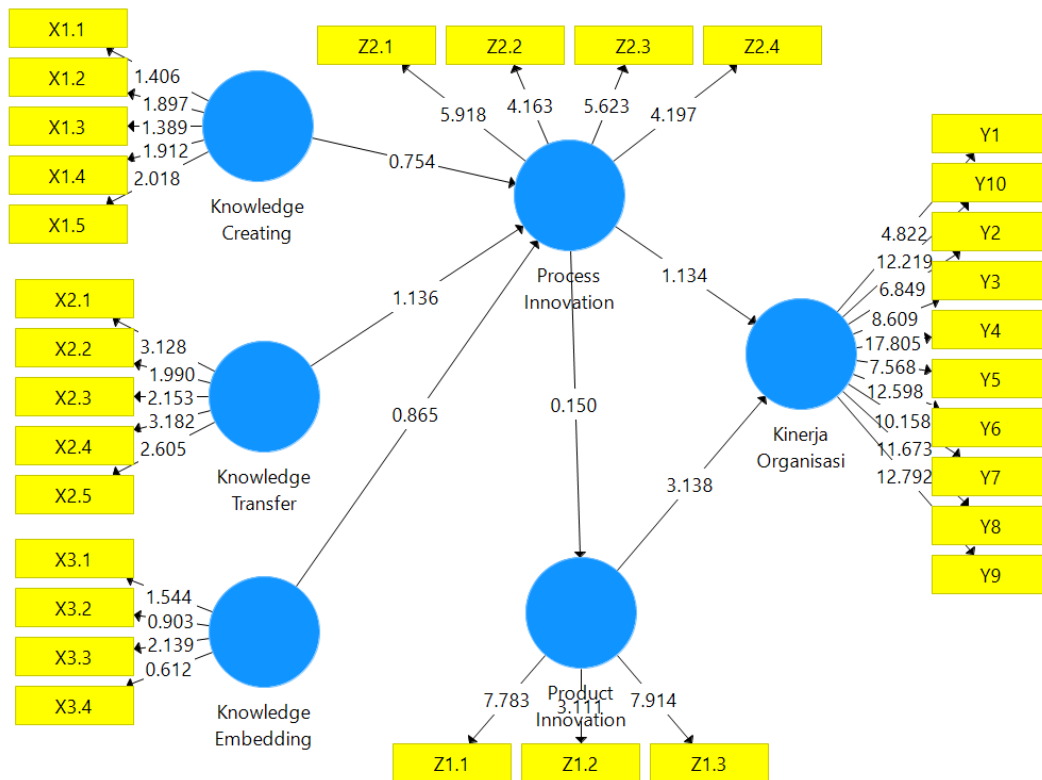 X1.1
X1.2
X1.3
X1.4
X1.5
1.406
1.897
1.389
1.912
2.018
Knowledge
Creating
0.754
Z2.1
Z2.2
Z2.3
Z2.4
5.918
4.163
5.623
4.197
Process
Innovation
X2.1
X2.2
X2.3
X2.4
X2.5
3.128
1.990
2.153
3.182
2.605
Knowledge
Transfer
1.136
X3.1
X3.2
X3.3
X3.4
1.544
0.903
2.139
0.612
Knowledge
Embedding
0.865
0.150
1.134
3.138
Kinerja
Organisasi
4.822
12.219
6.849
8.609
17.805
7.568
12.598
10.158
11.673
12.792
Y1
Y10
Y2
Y3
Y4
Y5
Y6
Y7
Y8
Y9
Product
Innovation
7.783
3.111
7.914
Z1.1
Z1.2
Z1.3